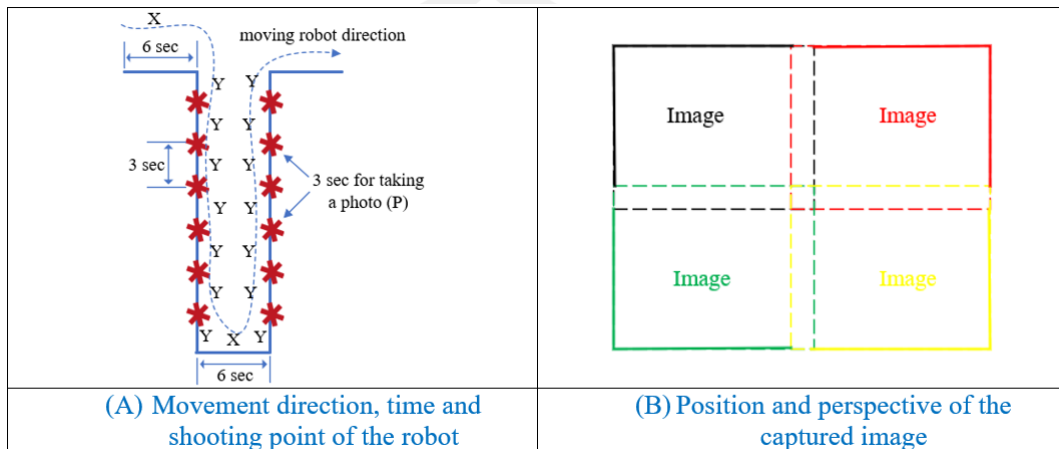 X
6 sec
moving robot direction
Y Y
Y Y
3 sec
Y Y
3 sec for taking
a photo (P)
Y Y
Y Y
Y Y
Y X Y
6 sec
Image
Image
Image
Image
(A) Movement direction, time and
shooting point of the robot
(B) Position and perspective of the
captured image